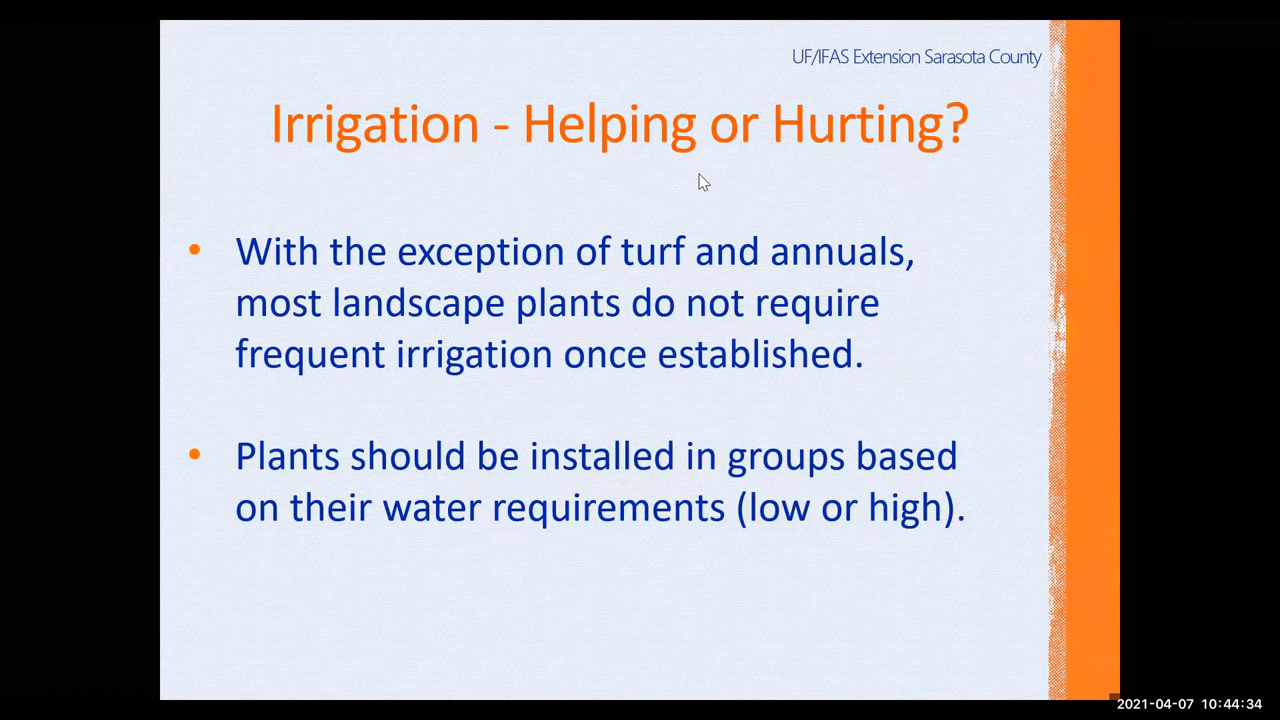 UF/IFAS Extension Sarasota County
Irrigation - Helping or Hurting?
• With the exception of turf and annuals,
most landscape plants do not require
frequent irrigation once established.
• Plants should be installed in groups based
on their water requirements (low or high).
2021-04-07 10:44:34